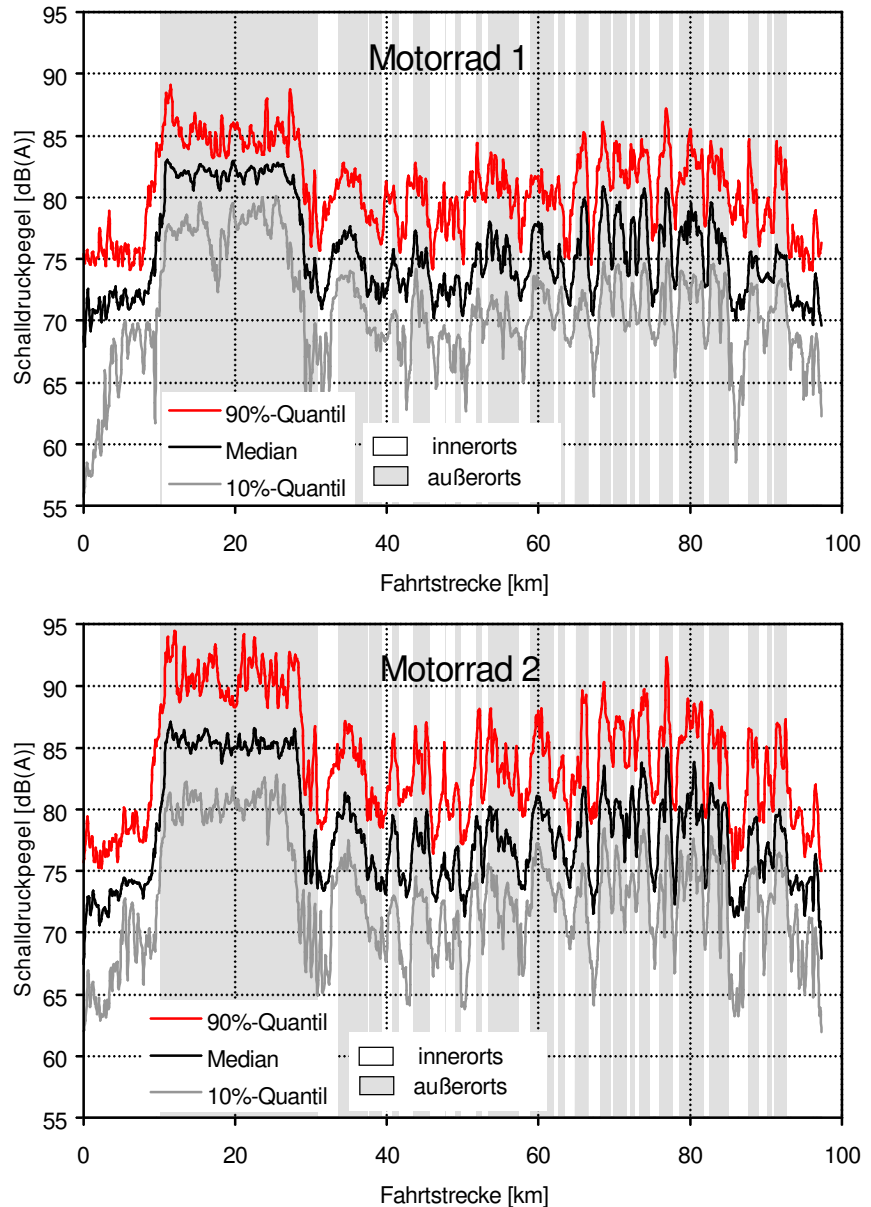 95
90
85
80
75
70
65
60
55
Schalldruckpegel [dB(A)]
Motorrad 1
90%-Quantil
Median
10%-Quantil
innerorts
außerorts
0 20 40 60 80 100
Fahrtstrecke [km]
95
90
85
80
75
70
65
60
55
Schalldruckpegel [dB(A)]
Motorrad 2
90%-Quantil
Median
10%-Quantil
innerorts
außerorts
0 20 40 60 80 100
Fahrtstrecke [km]